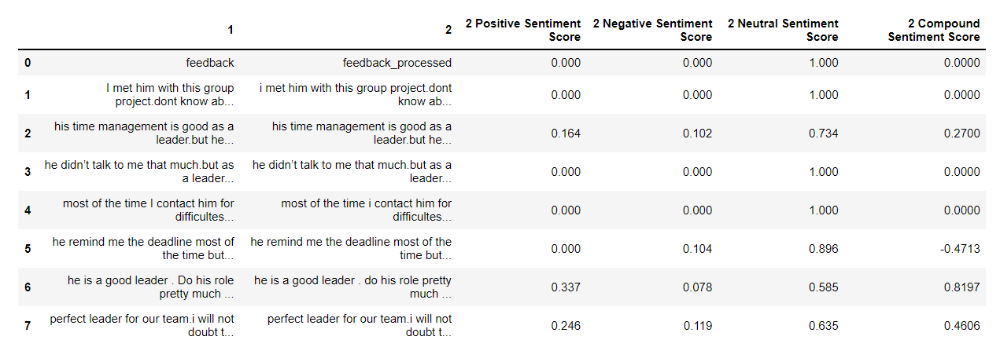 1 2 2 Positive Sentiment Score 2 Negative Sentiment Score 2 Neutral Sentiment Score 2 Compound Sentiment Score
0 feedback feedback_processed 0.000 0.000 1.000 0.0000
1 I met him with this group project.dont know ab... i met him with this group project.dont know ab... 0.000 0.000 1.000 0.0000
2 his time management is good as a leader.but he... his time management is good as a leader.but he... 0.164 0.102 0.734 0.2700
3 he didn’t talk to me that much.but as a leader... he didn’t talk to me that much.but as a leader... 0.000 0.000 1.000 0.0000
4 most of the time I contact him for difficultes... most of the time i contact him for difficultes... 0.000 0.000 1.000 0.0000
5 he remind me the deadline most of the time but... he remind me the deadline most of the time but... 0.000 0.104 0.896 -0.4713
6 he is a good leader . Do his role pretty much ... he is a good leader . do his role pretty much ... 0.337 0.078 0.585 0.8197
7 perfect leader for our team.i will not doubt t... perfect leader for our team.i will not doubt t... 0.246 0.119 0.635 0.4606